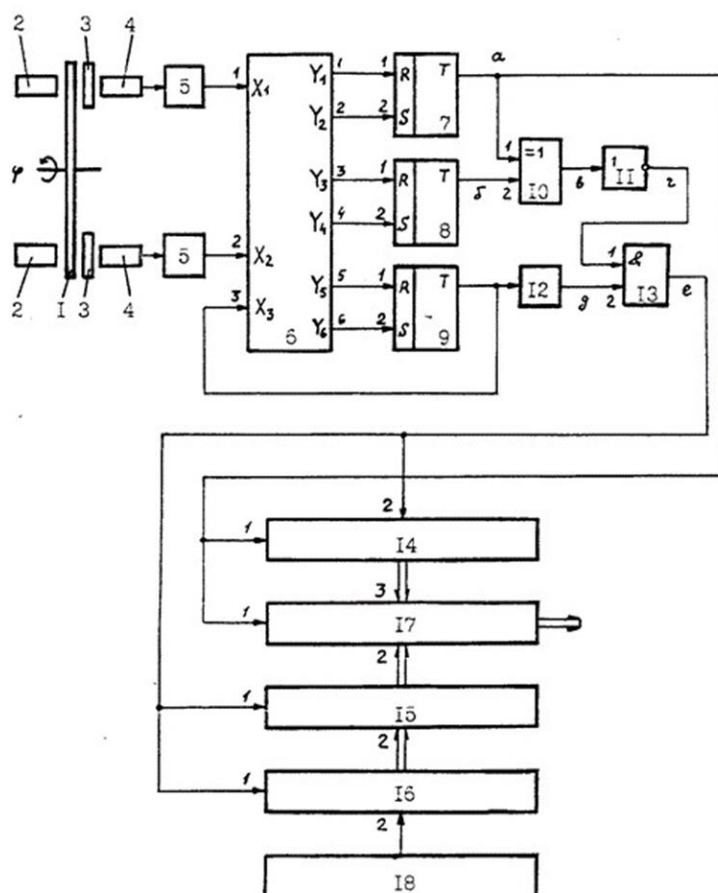 2 3 4
5 1 X1 Y1 1 1 R T a
Y2 2 2 S 7
1 =1 1
Y3 3 1 R T б 2 I0 в II г
Y4 4 2 S 8
φ
2 I 3 4 5 2 X2
3 X3 Y5 5 1 R T I2 д 1 & е
6 Y6 6 2 S 9 2 I3
2
1 I4
3
1 I7
2
1 I5
2
1 I6
2
I8